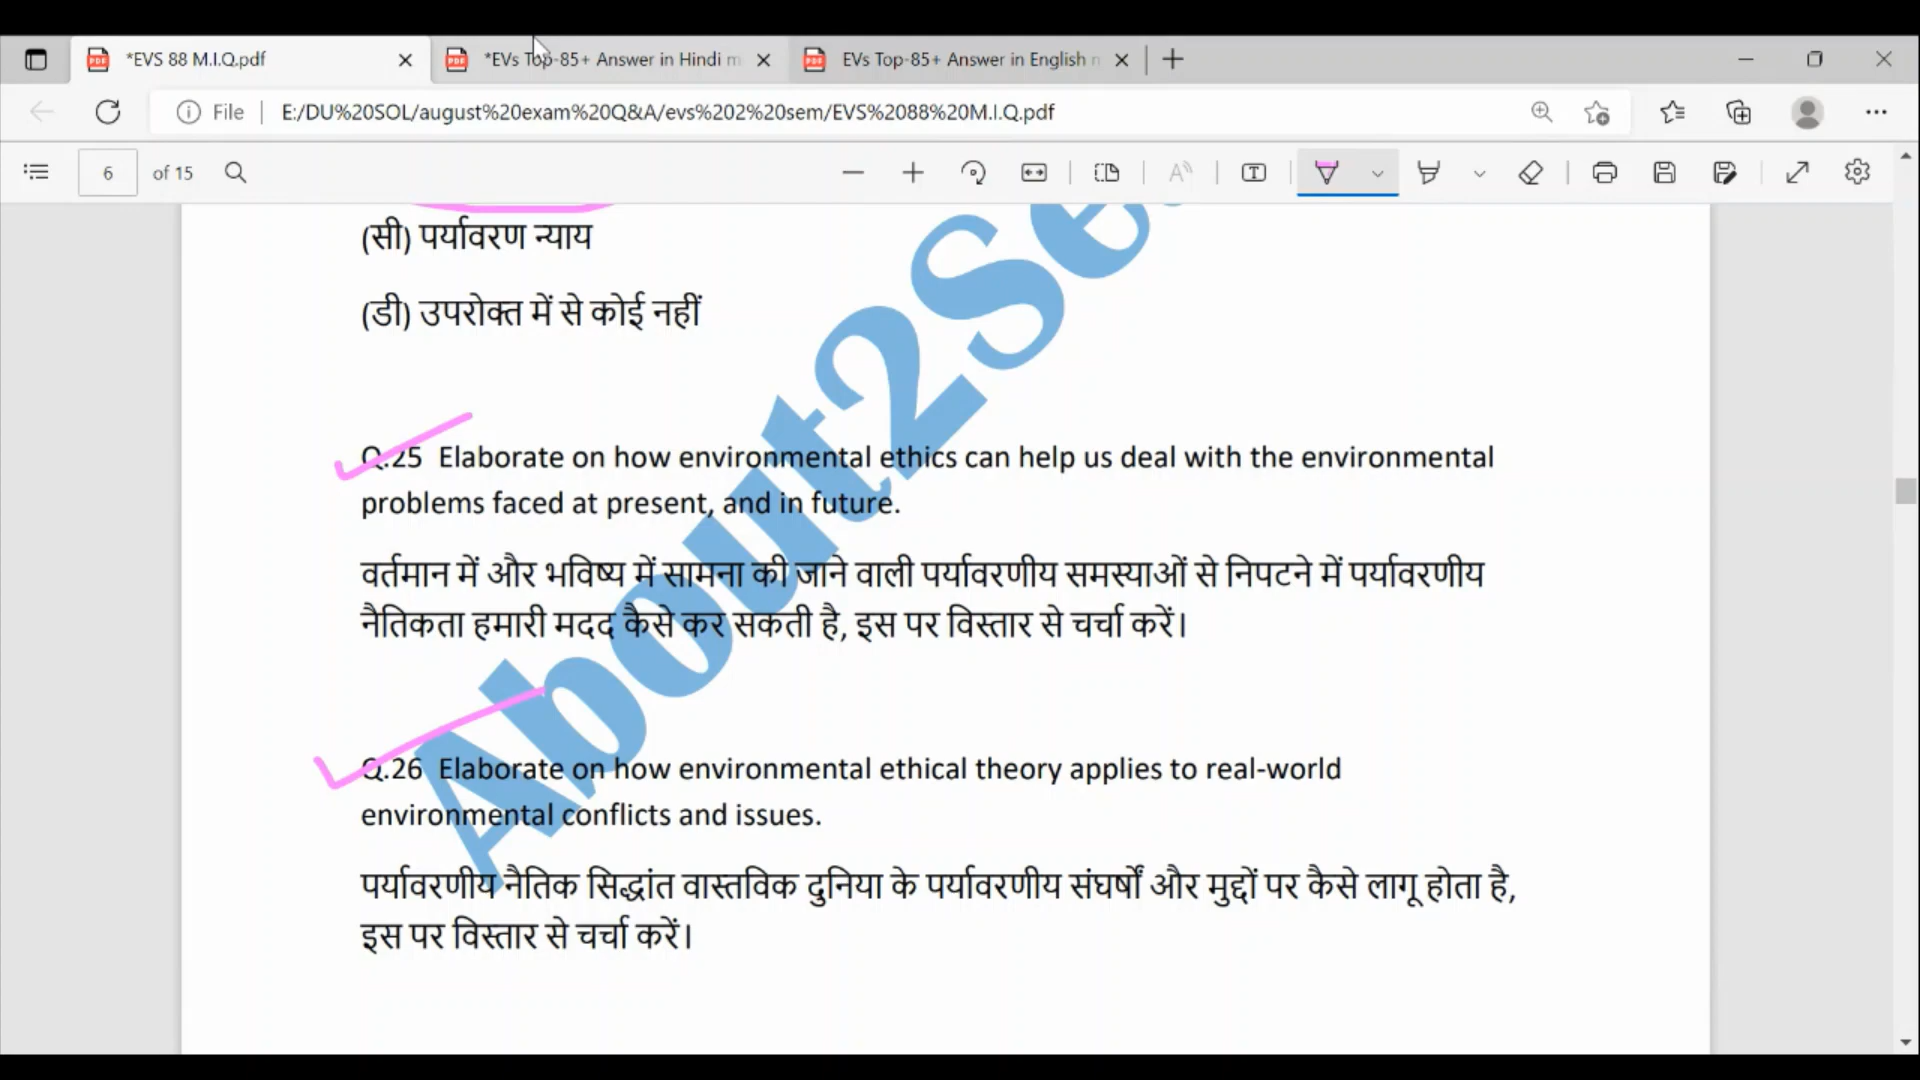 *EVS 88 M.I.Q.pdf
*EVs Top-85+ Answer in Hindi m
EVs Top-85+ Answer in English n
File
E:/DU%20SOL/august%20exam%20Q&A/evs%202%20sem/EVS%2088%20M.I.Q.pdf
6 of 15
(सी) पर्यावरण न्याय
(डी) उपरोक्त में से कोई नहीं
Q.25 Elaborate on how environmental ethics can help us deal with the environmental
problems faced at present, and in future.
वर्तमान में और भविष्य में सामना की जाने वाली पर्यावरणीय समस्याओं से निपटने में पर्यावरणीय
नैतिकता हमारी मदद कैसे कर सकती है, इस पर विस्तार से चर्चा करें।
Q.26 Elaborate on how environmental ethical theory applies to real-world
environmental conflicts and issues.
पर्यावरणीय नैतिक सिद्धांत वास्तविक दुनिया के पर्यावरणीय संघर्षों और मुद्दों पर कैसे लागू होता है,
इस पर विस्तार से चर्चा करें।
About2Se